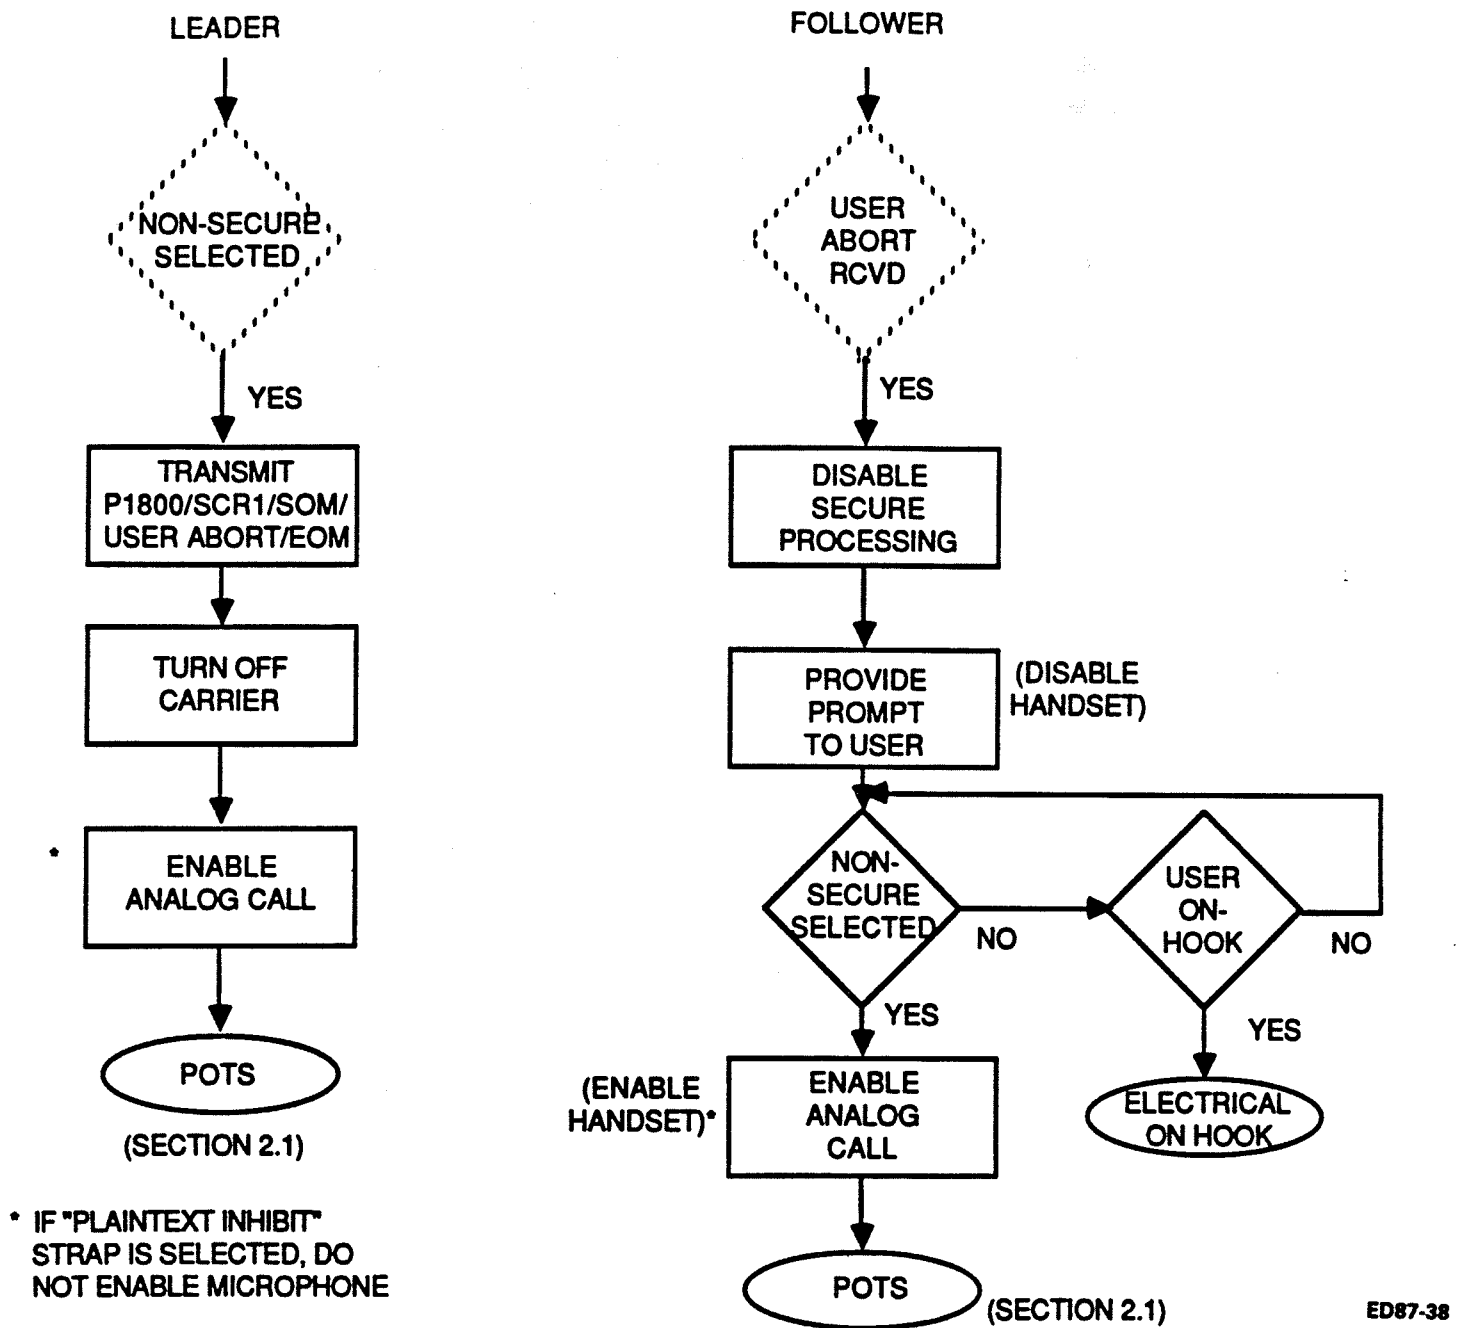 LEADER
NON-SECURE
SELECTED
YES
TRANSMIT
P1800/SCR1/SOM/
USER ABORT/EOM
TURN OFF
CARRIER
*
ENABLE
ANALOG CALL
POTS
(SECTION 2.1)
* IF "PLAINTEXT INHIBIT"
STRAP IS SELECTED, DO
NOT ENABLE MICROPHONE
FOLLOWER
USER
ABORT
RCVD
YES
DISABLE
SECURE
PROCESSING
PROVIDE
PROMPT
TO USER
(DISABLE
HANDSET)
NON-
SECURE
SELECTED
NO
USER
ON-
HOOK
NO
YES
YES
(ENABLE
HANDSET)*
ENABLE
ANALOG
CALL
ELECTRICAL
ON HOOK
POTS
(SECTION 2.1)
ED87-38